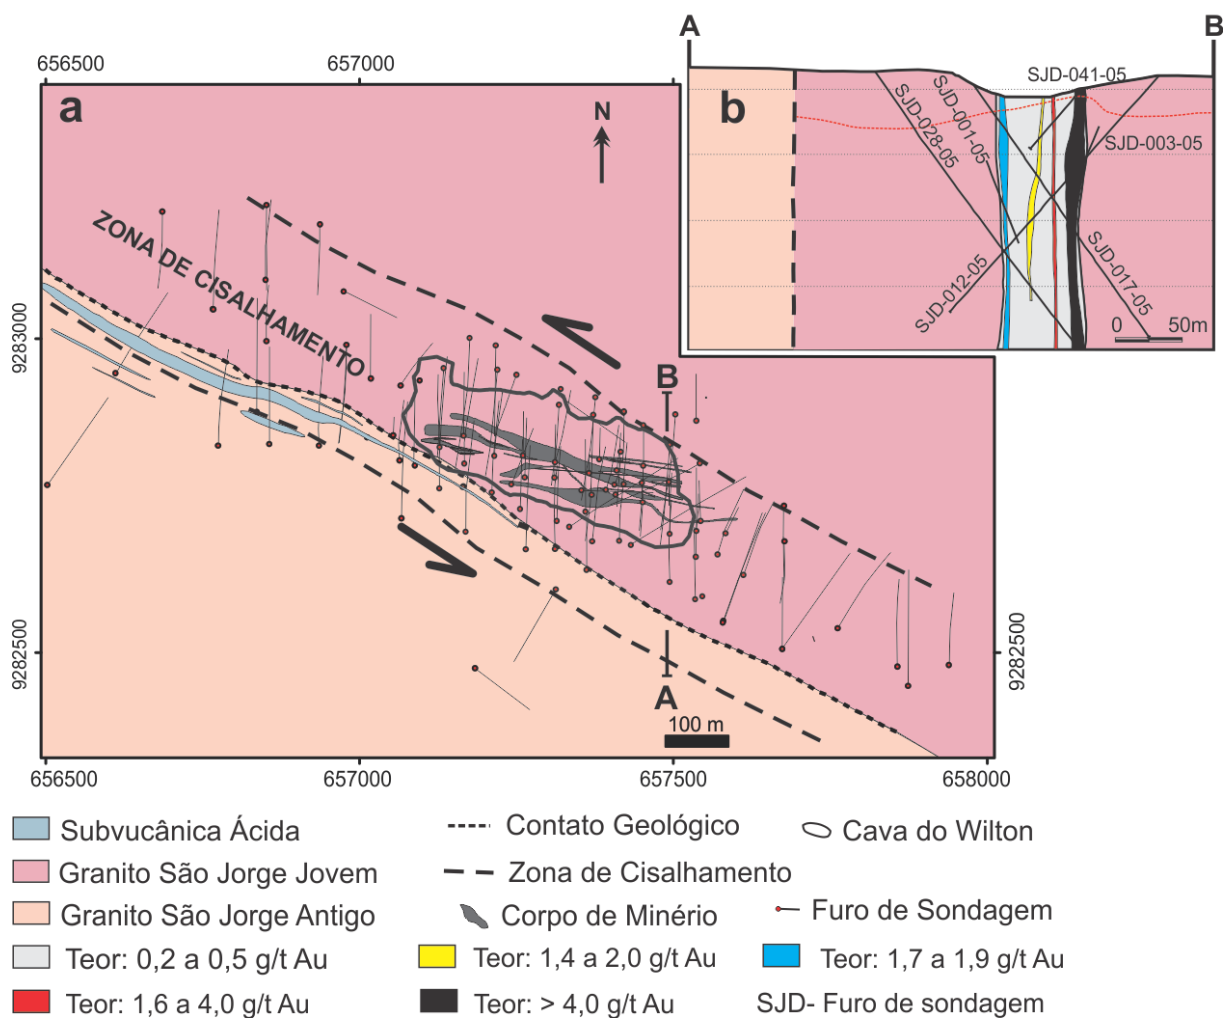 656500
657000
A
B
a
N
b
SJD-041-05
SJD-001-05
SJD-028-05
SJD-003-05
SJD-012-05
SJD-017-05
0 50m
ZONA DE CISALHAMENTO
9283000
9282500
B
A
9282500
100 m
656500
657000
657500
658000
Subvucânica Ácida
Contato Geológico
Cava do Wilton
Granito São Jorge Jovem
Zona de Cisalhamento
Granito São Jorge Antigo
Corpo de Minério
Furo de Sondagem
Teor: 0,2 a 0,5 g/t Au
Teor: 1,4 a 2,0 g/t Au
Teor: 1,7 a 1,9 g/t Au
Teor: 1,6 a 4,0 g/t Au
Teor: > 4,0 g/t Au
SJD- Furo de sondagem